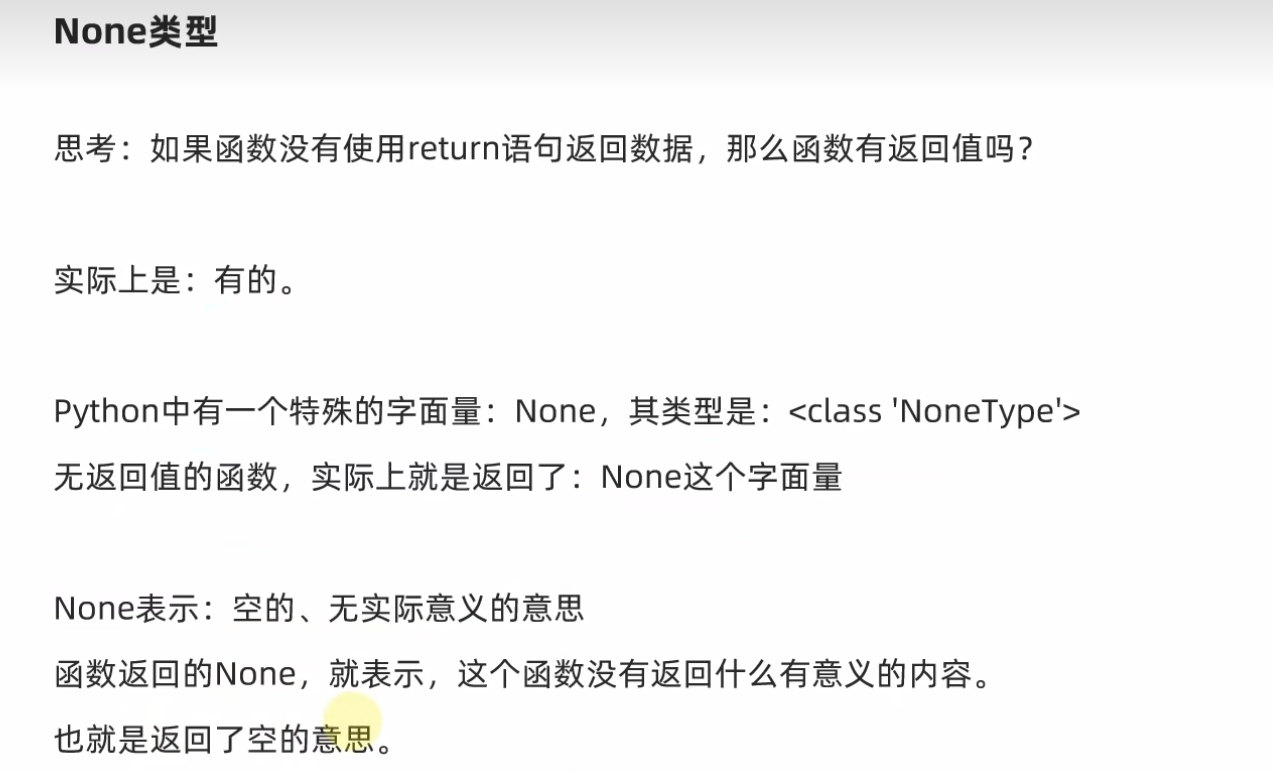 None类型
思考：如果函数没有使用return语句返回数据，那么函数有返回值吗？
实际上是：有的。
Python中有一个特殊的字面量：None，其类型是：<class 'NoneType'>
无返回值的函数，实际上就是返回了：None这个字面量
None表示：空的、无实际意义的意思
函数返回的None，就表示，这个函数没有返回什么有意义的内容。
也就是返回了空的意思。